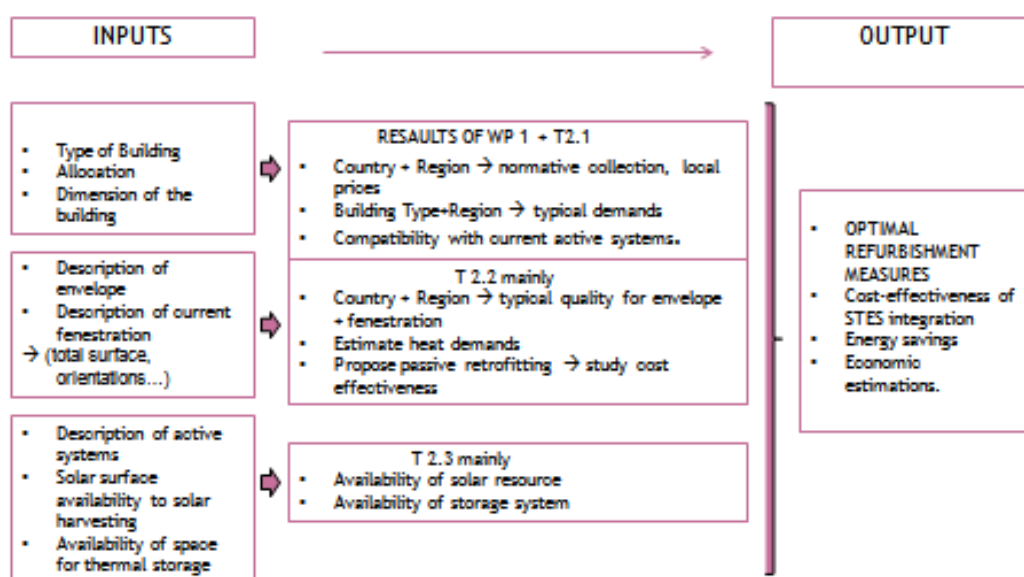 INPUTS
OUTPUT
• Type of Building
• Allocation
• Dimension of the
building
RESAULTS OF WP 1 + T2.1
• Country + Region → normative collection, local
prices
• Building Type+Region → typical demands
• Compatibility with current active systems.
• Description of
envelope
• Description of current
fenestration
→ (total surface,
orientations...)
T 2.2 mainly
• Country + Region → typical quality for envelope
+ fenestration
• Estimate heat demands
• Propose passive retrofitting → study cost
effectiveness
• Description of active
systems
• Solar surface
availability to solar
harvesting
• Availability of space
for thermal storage
T 2.3 mainly
• Availability of solar resource
• Availability of storage system
• OPTIMAL
REFURBISHMENT
MEASURES
• Cost-effectiveness of
STES integration
• Energy savings
• Economic
estimations.